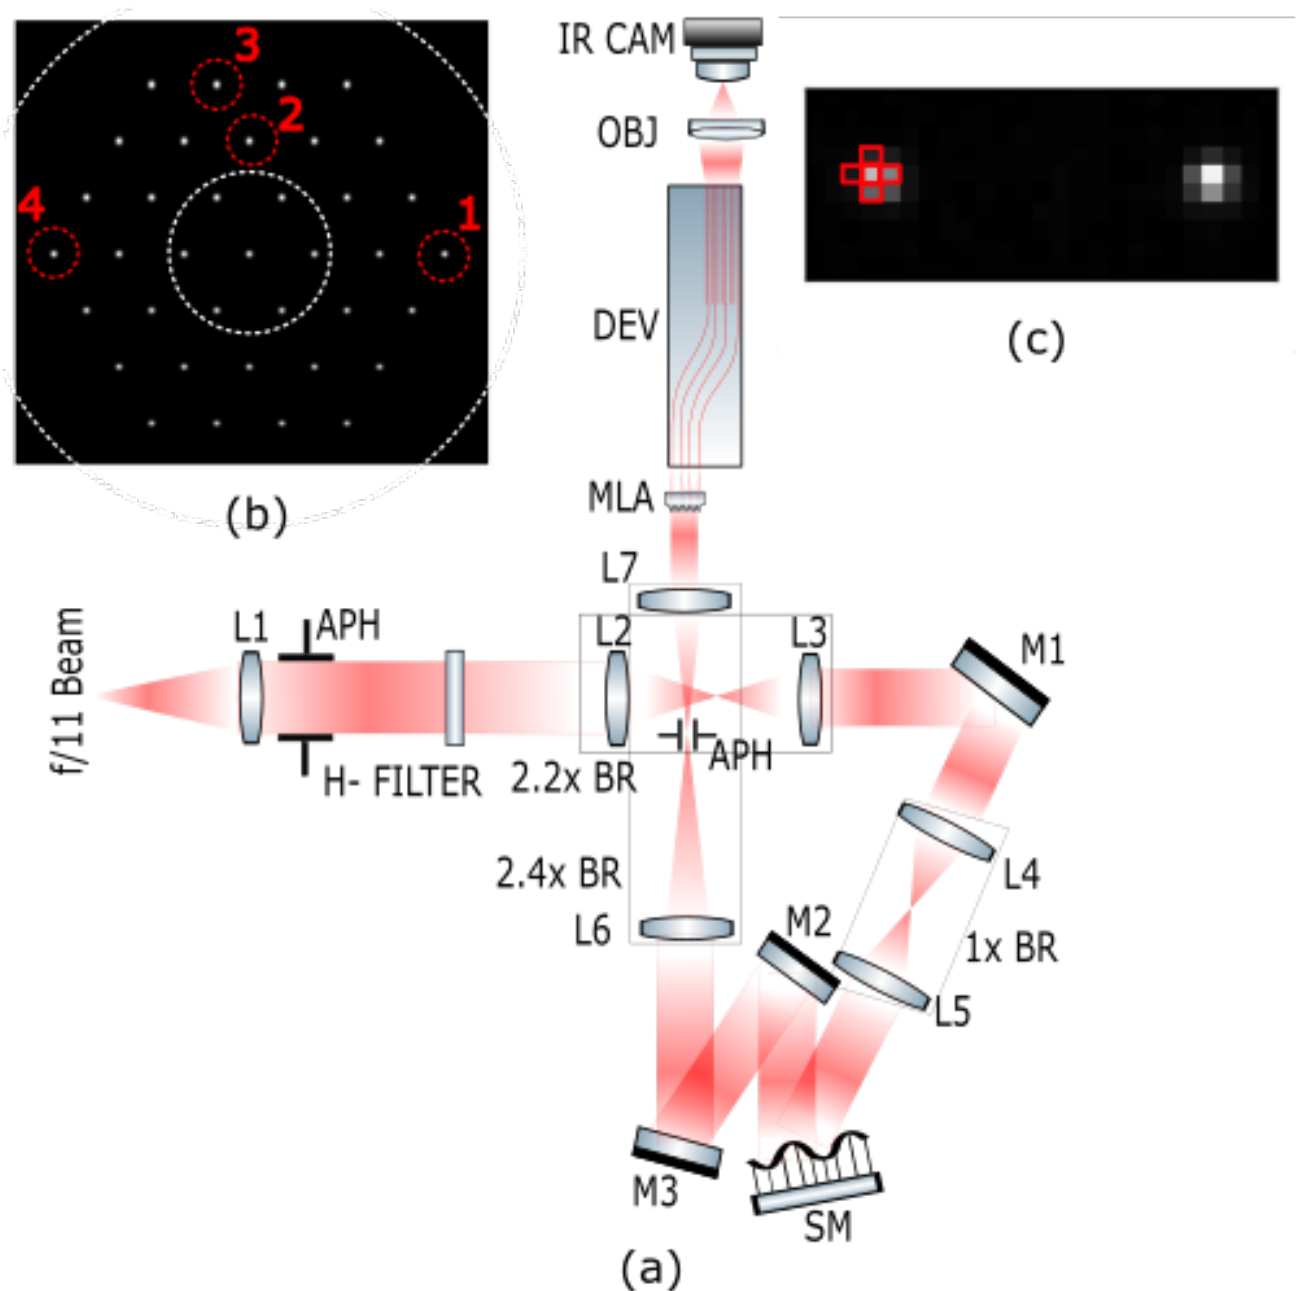 3
2
4
1
(b)
IR CAM
OBJ
DEV
MLA
(c)
L7
f/11 Beam
L1
APH
H- FILTER
L2
L3
M1
APH
2.2x BR
2.4x BR
L6
L4
1x BR
L5
M2
M3
SM
(a)